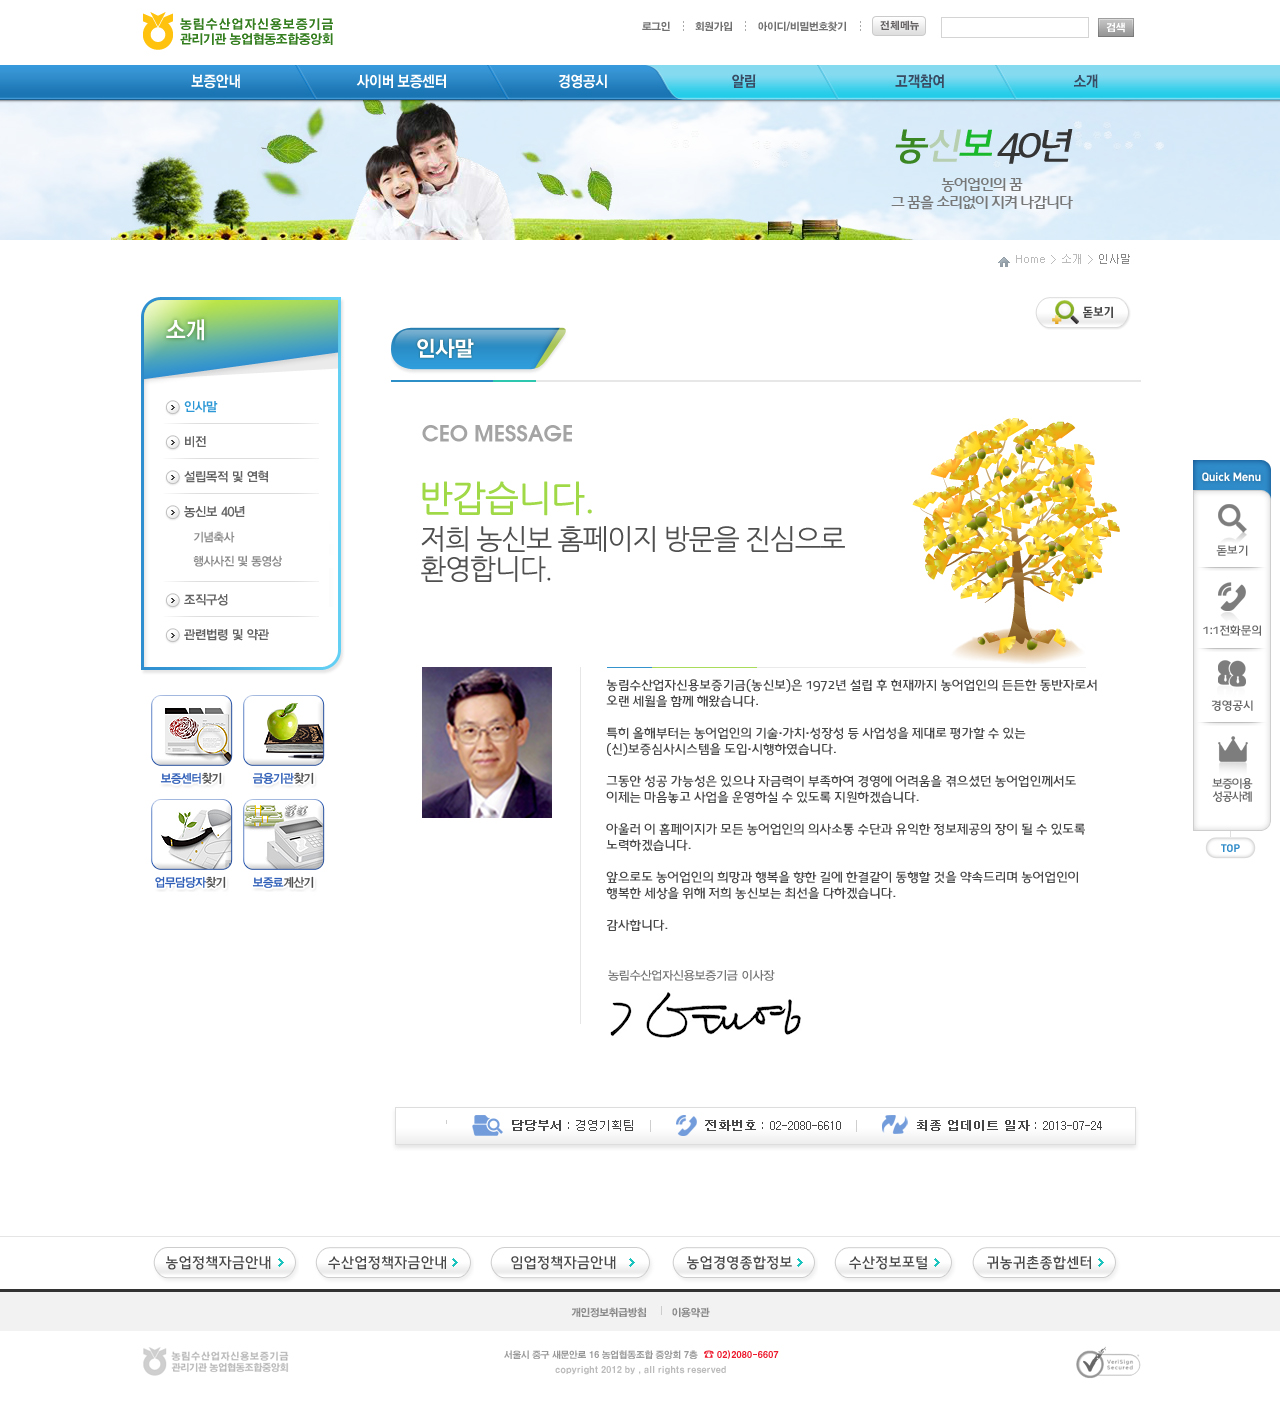 농림수산업자신용보증기금
관리기관 농업협동조합중앙회
로그인 회원가입 아이디/비밀번호찾기 전체메뉴 검색
보증안내 사이버 보증센터 경영공시 알림 고객참여 소개
농신보 40년
농어업인의 꿈
그 꿈을 소리없이 지켜 나갑니다
Home > 소개 > 인사말
소개
인사말
비전
설립목적 및 연혁
농신보 40년
기념축사
행사사진 및 동영상
조직구성
관련법령 및 약관
보증센터찾기 금융기관찾기
업무담당자찾기 보증료계산기
돋보기
인사말
CEO MESSAGE
반갑습니다.
저희 농신보 홈페이지 방문을 진심으로
환영합니다.
농림수산업자신용보증기금(농신보)은 1972년 설립 후 현재까지 농어업인의 든든한 동반자로서
오랜 세월을 함께 해왔습니다.
특히 올해부터는 농어업인의 기술·가치·성장성 등 사업성을 제대로 평가할 수 있는
(신)보증심사시스템을 도입·시행하였습니다.
그동안 성공 가능성은 있으나 자금력이 부족하여 경영에 어려움을 겪으셨던 농어업인께서도
이제는 마음놓고 사업을 운영하실 수 있도록 지원하겠습니다.
아울러 이 홈페이지가 모든 농어업인의 의사소통 수단과 유익한 정보제공의 장이 될 수 있도록
노력하겠습니다.
앞으로도 농어업인의 희망과 행복을 향한 길에 한결같이 동행할 것을 약속드리며 농어업인이
행복한 세상을 위해 저희 농신보는 최선을 다하겠습니다.
감사합니다.
농림수산업자신용보증기금 이사장
담당부서 : 경영기획팀 전화번호 : 02-2080-6610 최종 업데이트 일자 : 2013-07-24
Quick Menu
돋보기
1:1전화문의
경영공시
보증이용
성공사례
TOP
농업정책자금안내 수산업정책자금안내 임업정책자금안내 농업경영종합정보 수산정보포털 귀농귀촌종합센터
개인정보취급방침 이용약관
농림수산업자신용보증기금
관리기관 농업협동조합중앙회
서울시 중구 새문안로 16 농업협동조합 중앙회 7층 ☎ 02)2080-6607
copyright 2012 by , all rights reserved
VeriSign
Secured